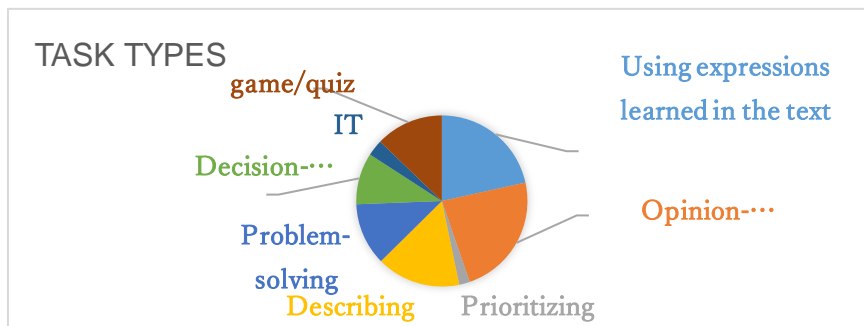 TASK TYPES
game/quiz
IT
Decision-⋯
Problem-
solving
Describing
Prioritizing
Opinion-⋯
Using expressions
learned in the text